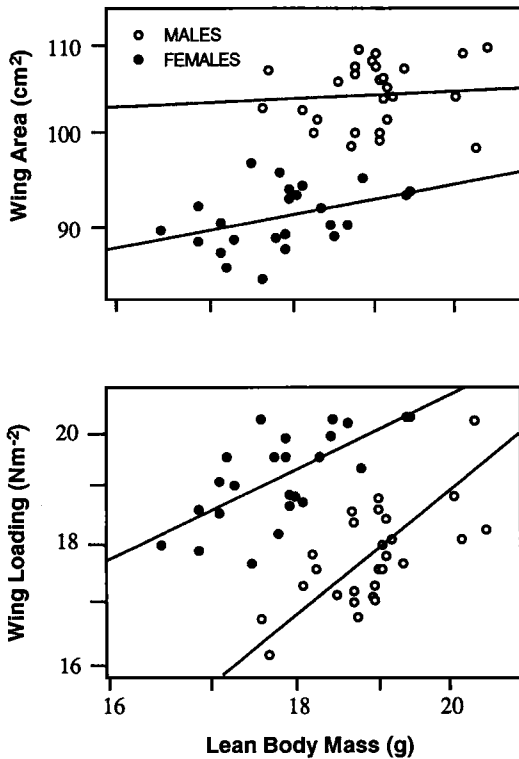 MALES
FEMALES
Wing Area (cm²)
110
100
90
Wing Loading (Nm-2)
20
18
16
16
18
20
Lean Body Mass (g)